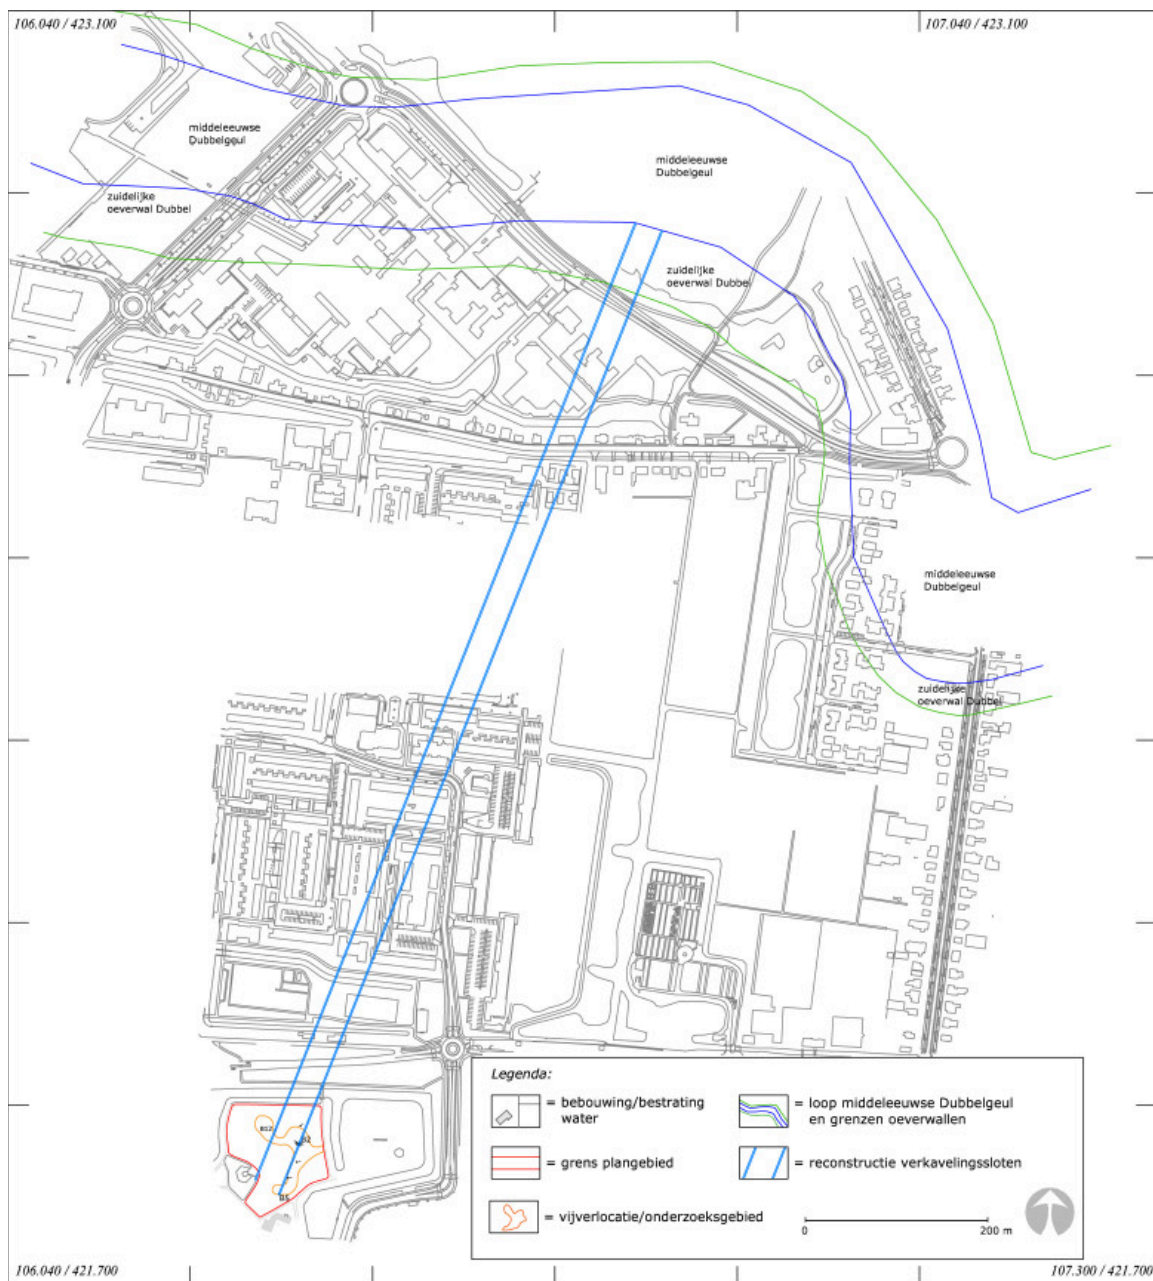 106.040 / 423.100
107.040 / 423.100
middeleeuwse
Dubbelgeul
middeleeuwse
Dubbelgeul
zuidelijke
oeverwal Dubbel
zuidelijke
oeverwal Dubbel
middeleeuwse
Dubbelgeul
zuidelijke
oeverwal Dubbel
B12
Legenda:
= bebouwing/bestrating
water
= loop middeleeuwse Dubbelgeul
en grenzen oeverwallen
= grens plangebied
= reconstructie verkavelingssloten
= vijverlocatie/onderzoeksgebied
0
200 m
106.040 / 421.700
107.300 / 421.700